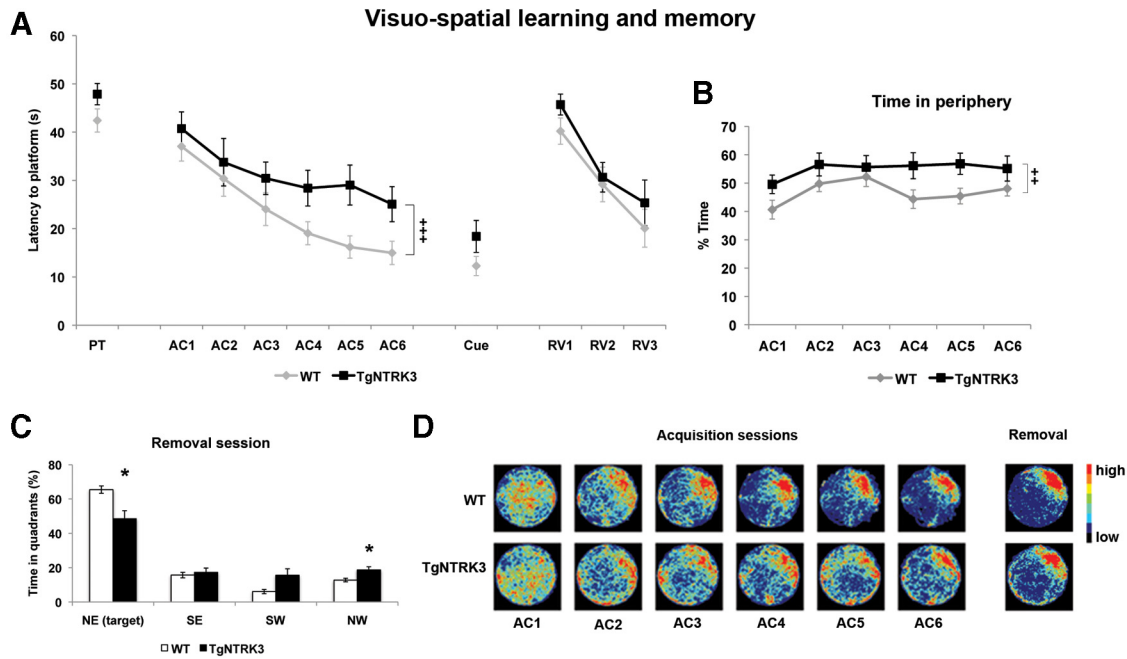 Visuo-spatial learning and memory
A
60
50
40
30
20
10
0
Latency to platform (s)
+++
PT AC1 AC2 AC3 AC4 AC5 AC6 Cue RV1 RV2 RV3
WT TgNTRK3
B
Time in periphery
70
60
50
40
30
20
10
0
% Time
++
AC1 AC2 AC3 AC4 AC5 AC6
WT TgNTRK3
C
Removal session
80
60
40
20
0
Time in quadrants (%)
*
*
NE (target) SE SW NW
WT TgNTRK3
D
Acquisition sessions Removal
WT
TgNTRK3
high
low
AC1 AC2 AC3 AC4 AC5 AC6